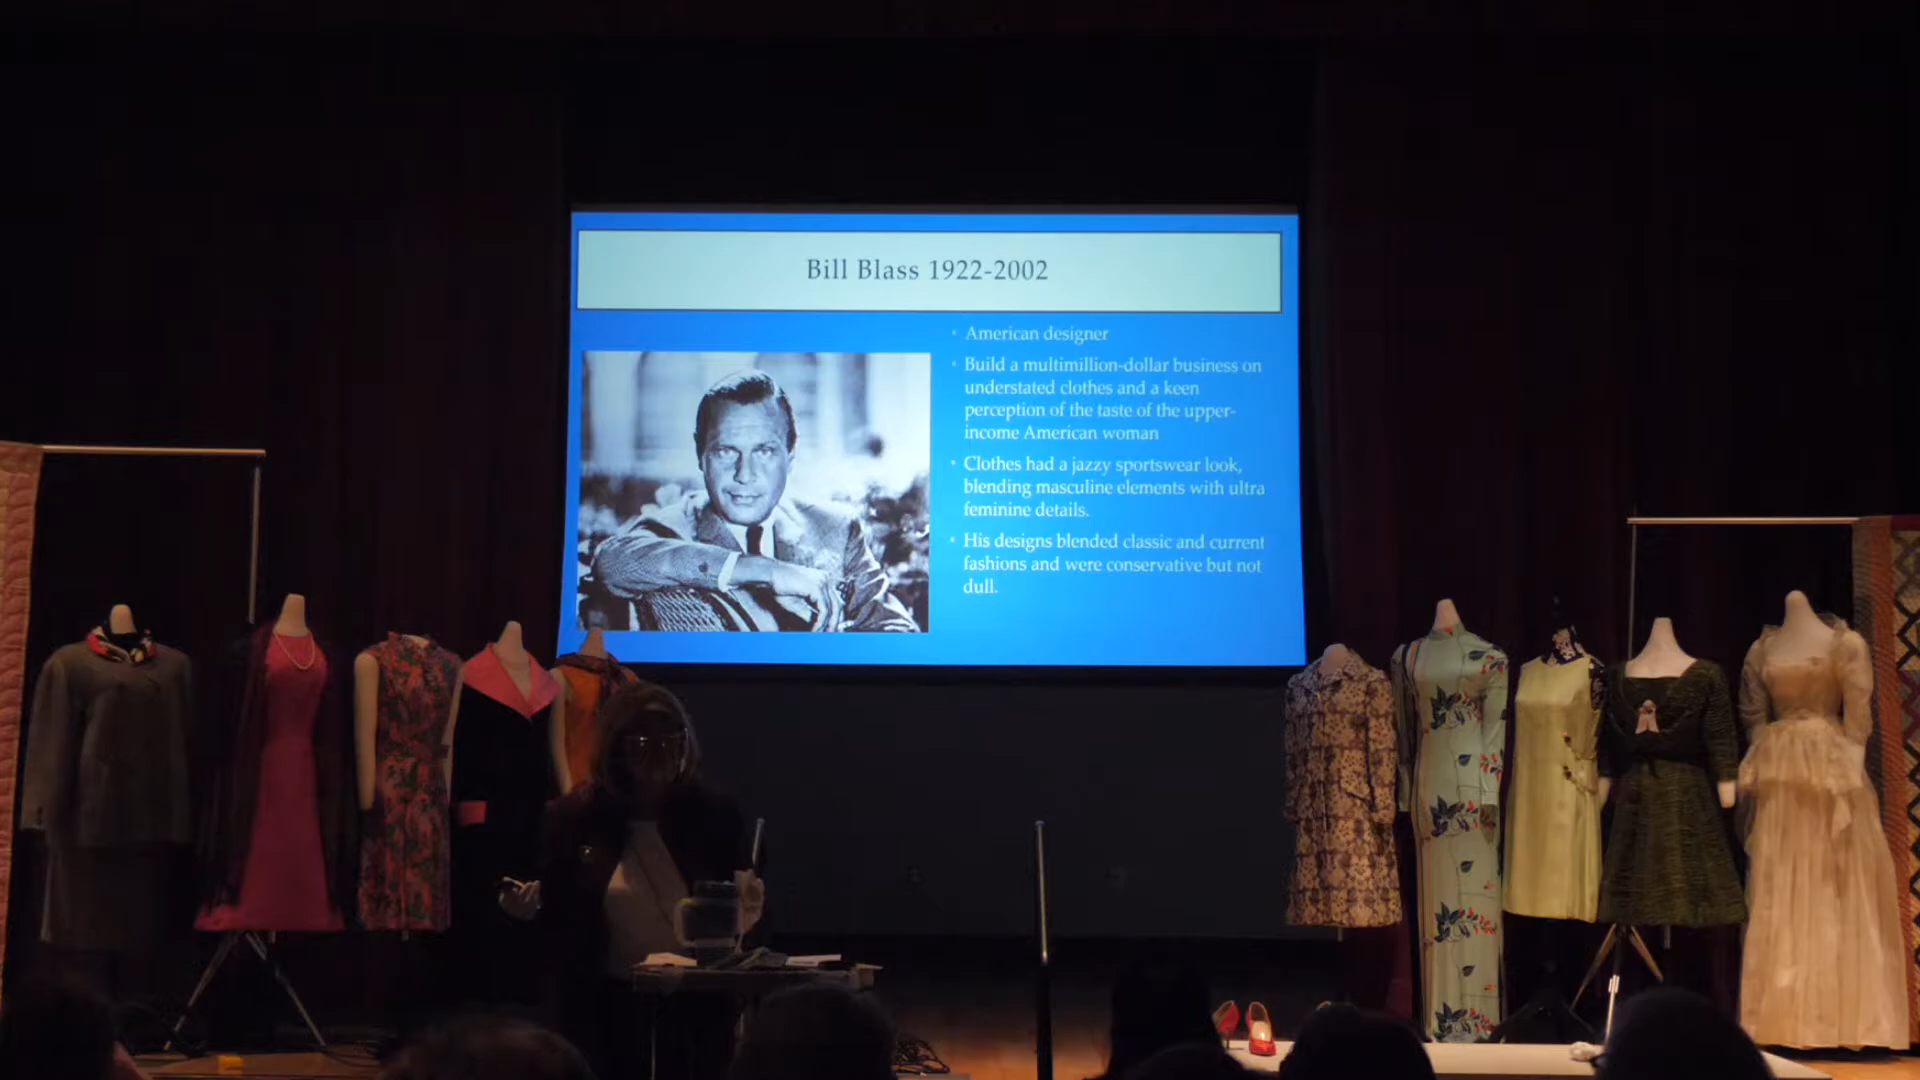 Bill Blass 1922-2002
American designer
Build a multimillion-dollar business on
understated clothes and a keen
perception of the taste of the upper-
income American woman
Clothes had a jazzy sportswear look,
blending masculine elements with ultra
feminine details.
His designs blended classic and current
fashions and were conservative but not
dull.